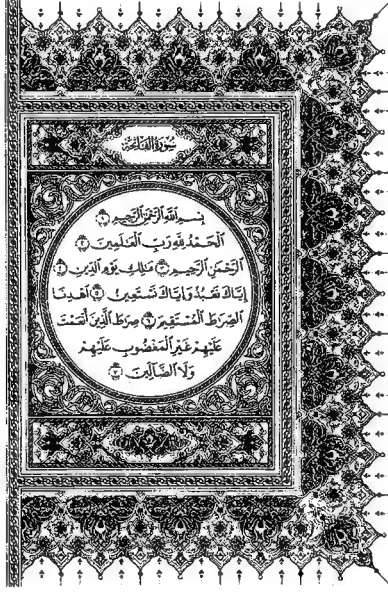 سُورَةُ الفَاتِحَةِ
بِسْمِ ٱللَّهِ ٱلرَّحْمَٰنِ ٱلرَّحِيمِ ١
ٱلْحَمْدُ لِلَّهِ رَبِّ ٱلْعَٰلَمِينَ ٢
ٱلرَّحْمَٰنِ ٱلرَّحِيمِ ٣ مَٰلِكِ يَوْمِ ٱلدِّينِ ٤
إِيَّاكَ نَعْبُدُ وَإِيَّاكَ نَسْتَعِينُ ٥ ٱهْدِنَا
ٱلصِّرَٰطَ ٱلْمُسْتَقِيمَ ٦ صِرَٰطَ ٱلَّذِينَ أَنْعَمْتَ
عَلَيْهِمْ غَيْرِ ٱلْمَغْضُوبِ عَلَيْهِمْ
وَلَا ٱلضَّآلِّينَ ٧